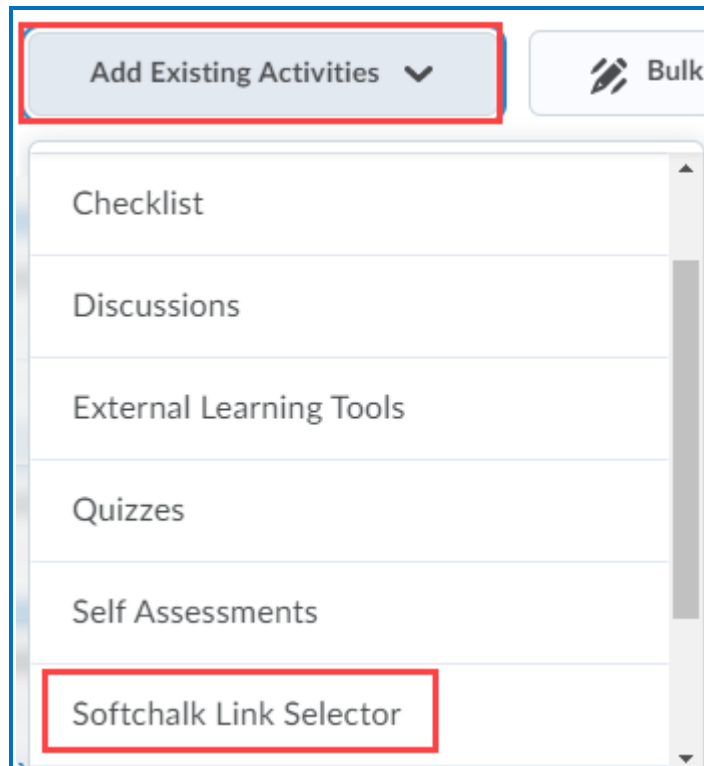 Add Existing Activities
Bulk
Checklist
Discussions
External Learning Tools
Quizzes
Self Assessments
Softchalk Link Selector